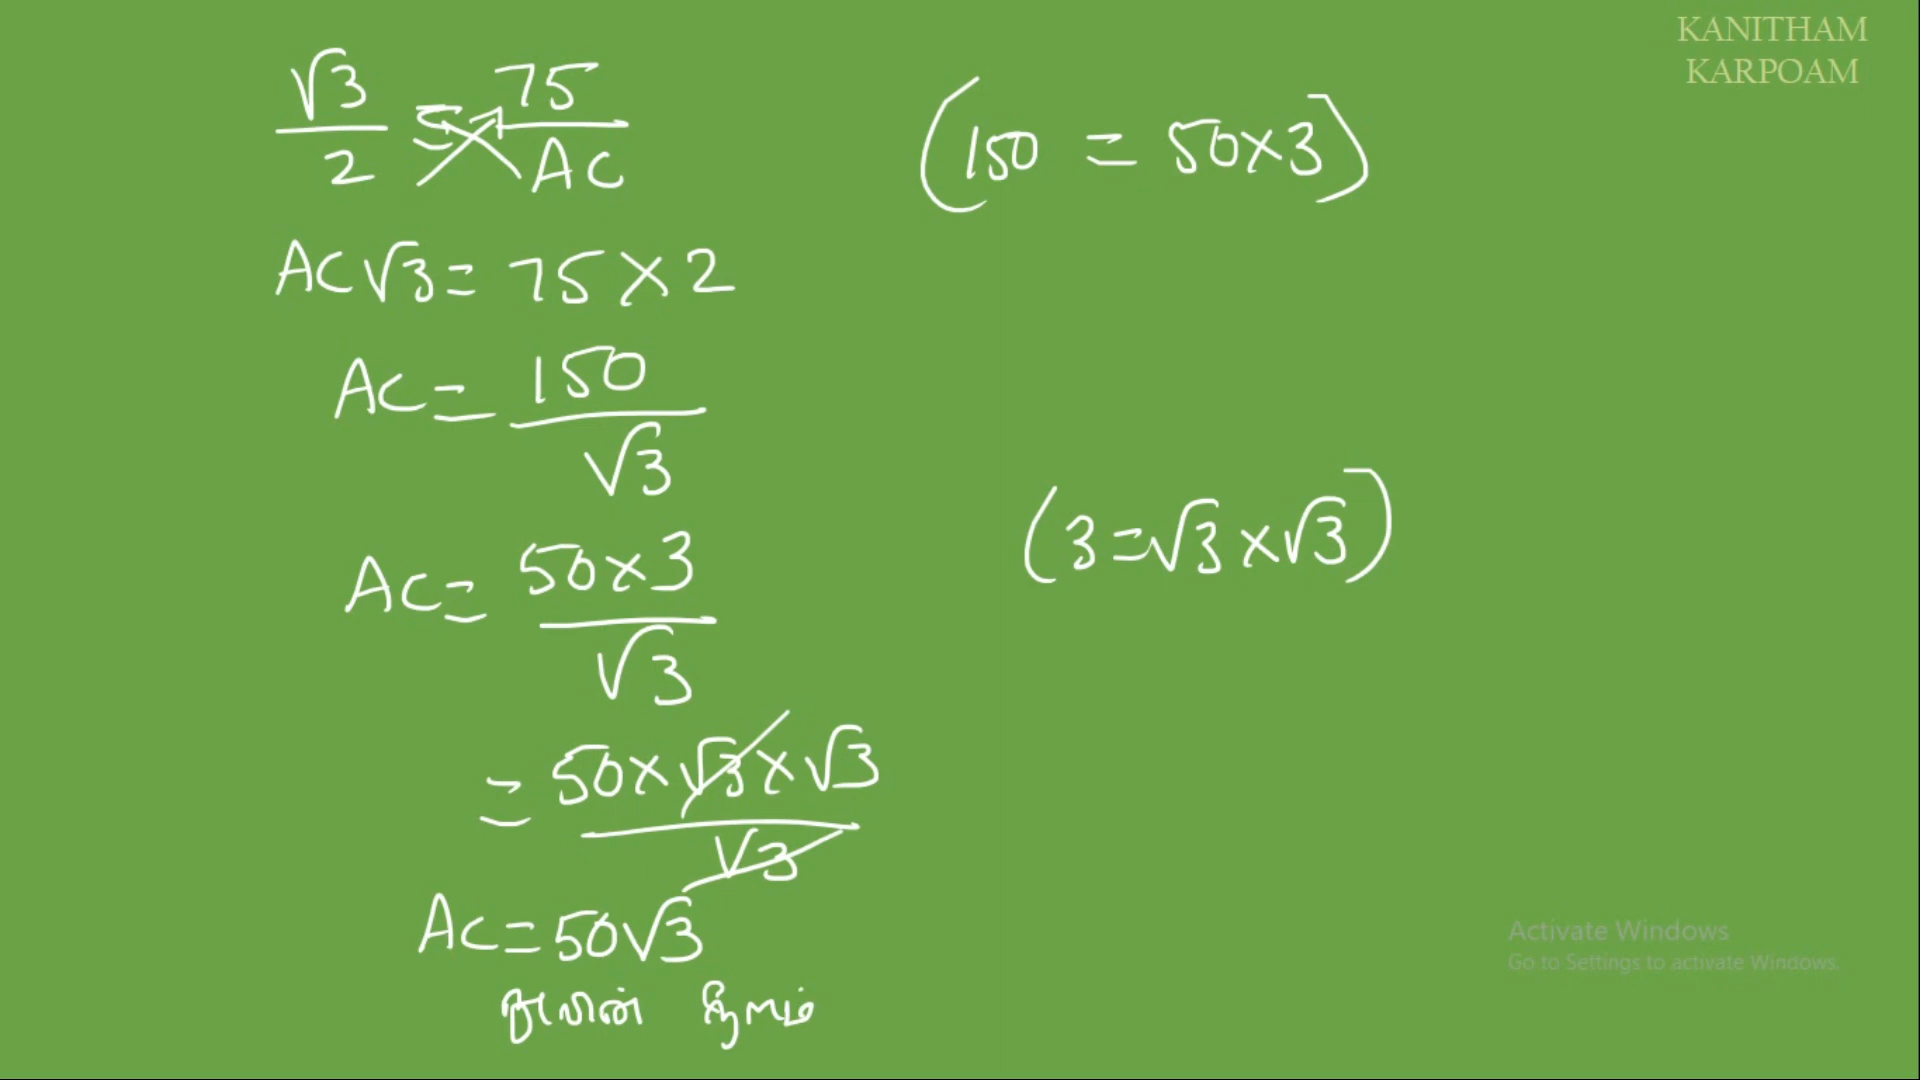 KANITHAM
KARPOAM
√3/2 = 75/AC
(150 = 50×3)
AC√3 = 75×2
AC = 150/√3
(3 = √3×√3)
AC = 50×3/√3
= 50×√3×√3/√3
AC = 50√3
நூலின் நீளம்
Activate Windows
Go to Settings to activate Windows.